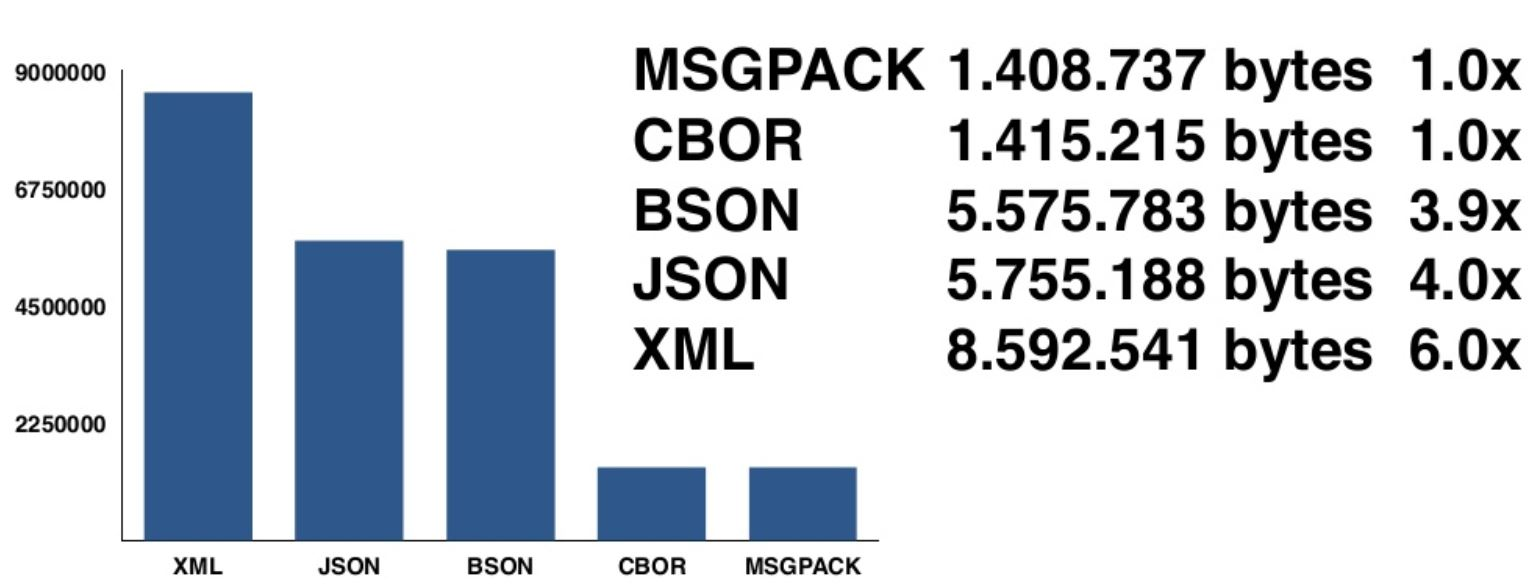 MSGPACK 1.408.737 bytes 1.0x
CBOR 1.415.215 bytes 1.0x
BSON 5.575.783 bytes 3.9x
JSON 5.755.188 bytes 4.0x
XML 8.592.541 bytes 6.0x
9000000
6750000
4500000
2250000
XML JSON BSON CBOR MSGPACK